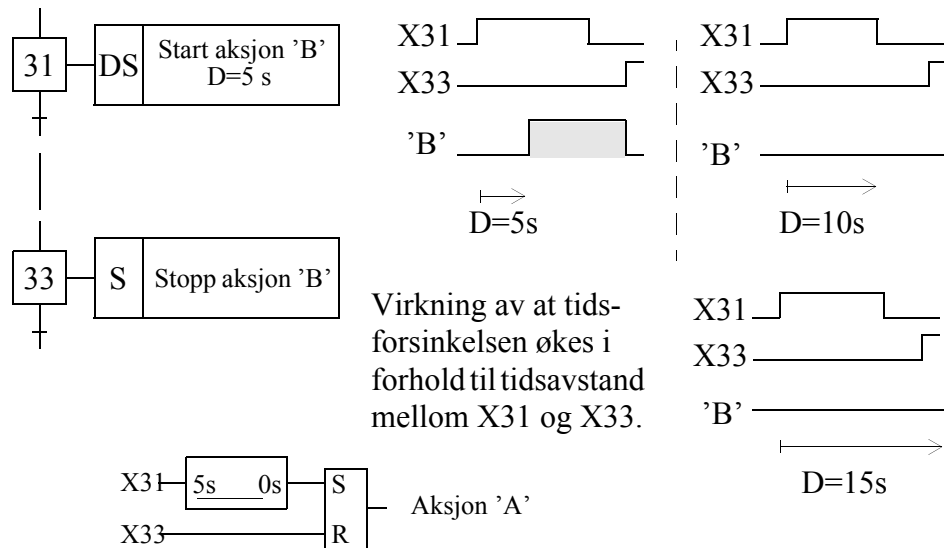 31
DS
Start aksjon ’B’
D=5 s
33
S
Stopp aksjon ’B’
X31
X33
’B’
D=5s
X31
X33
’B’
D=10s
Virkning av at tids-
forsinkelsen økes i
forhold til tidsavstand
mellom X31 og X33.
X31
X33
’B’
D=15s
X31
5s 0s
S
X33
R
Aksjon ’A’